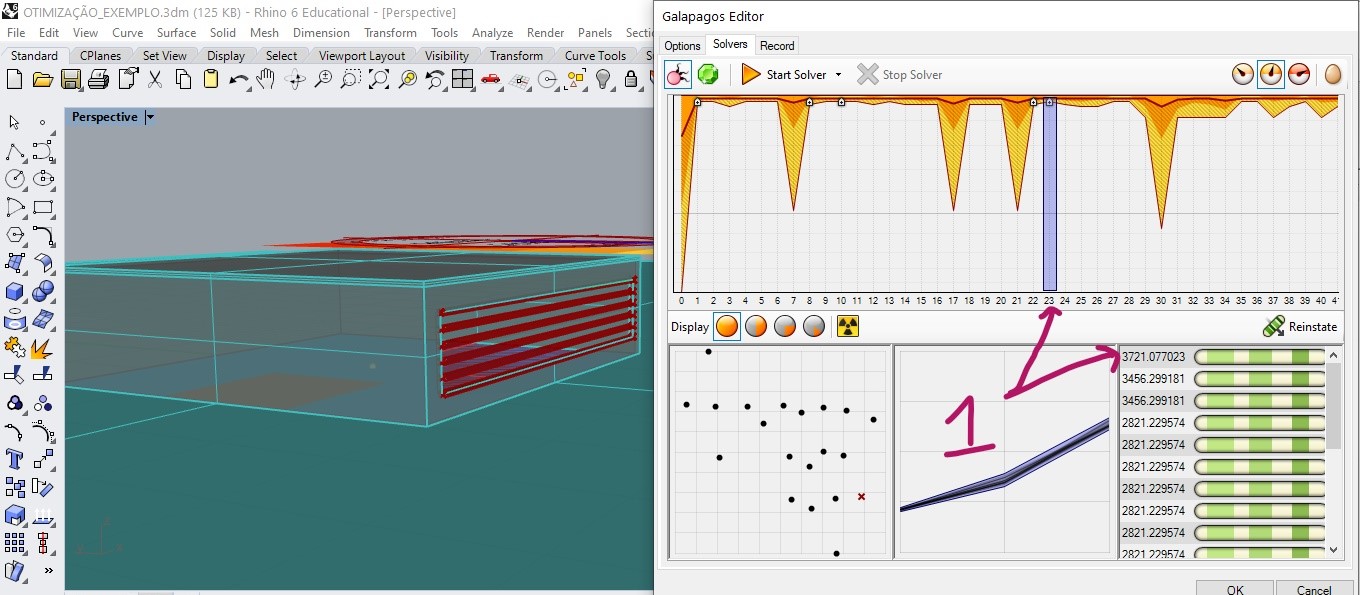 OTIMIZAÇÃO_EXEMPLO.3dm (125 KB) - Rhino 6 Educational - [Perspective]
File Edit View Curve Surface Solid Mesh Dimension Transform Tools Analyze Render Panels
Standard CPlanes Set View Display Select Viewport Layout Visibility Transform Curve Tools
Perspective
Galapagos Editor
Options Solvers Record
Start Solver Stop Solver
0 1 2 3 4 5 6 7 8 9 10 11 12 13 14 15 16 17 18 19 20 21 22 23 24 25 26 27 28 29 30 31 32 33 34 35 36 37 38 39 40
Display Reinstate
1
3721.077023
3456.299181
3456.299181
2821.229574
2821.229574
2821.229574
2821.229574
2821.229574
2821.229574
2821.229574
OK Cancel